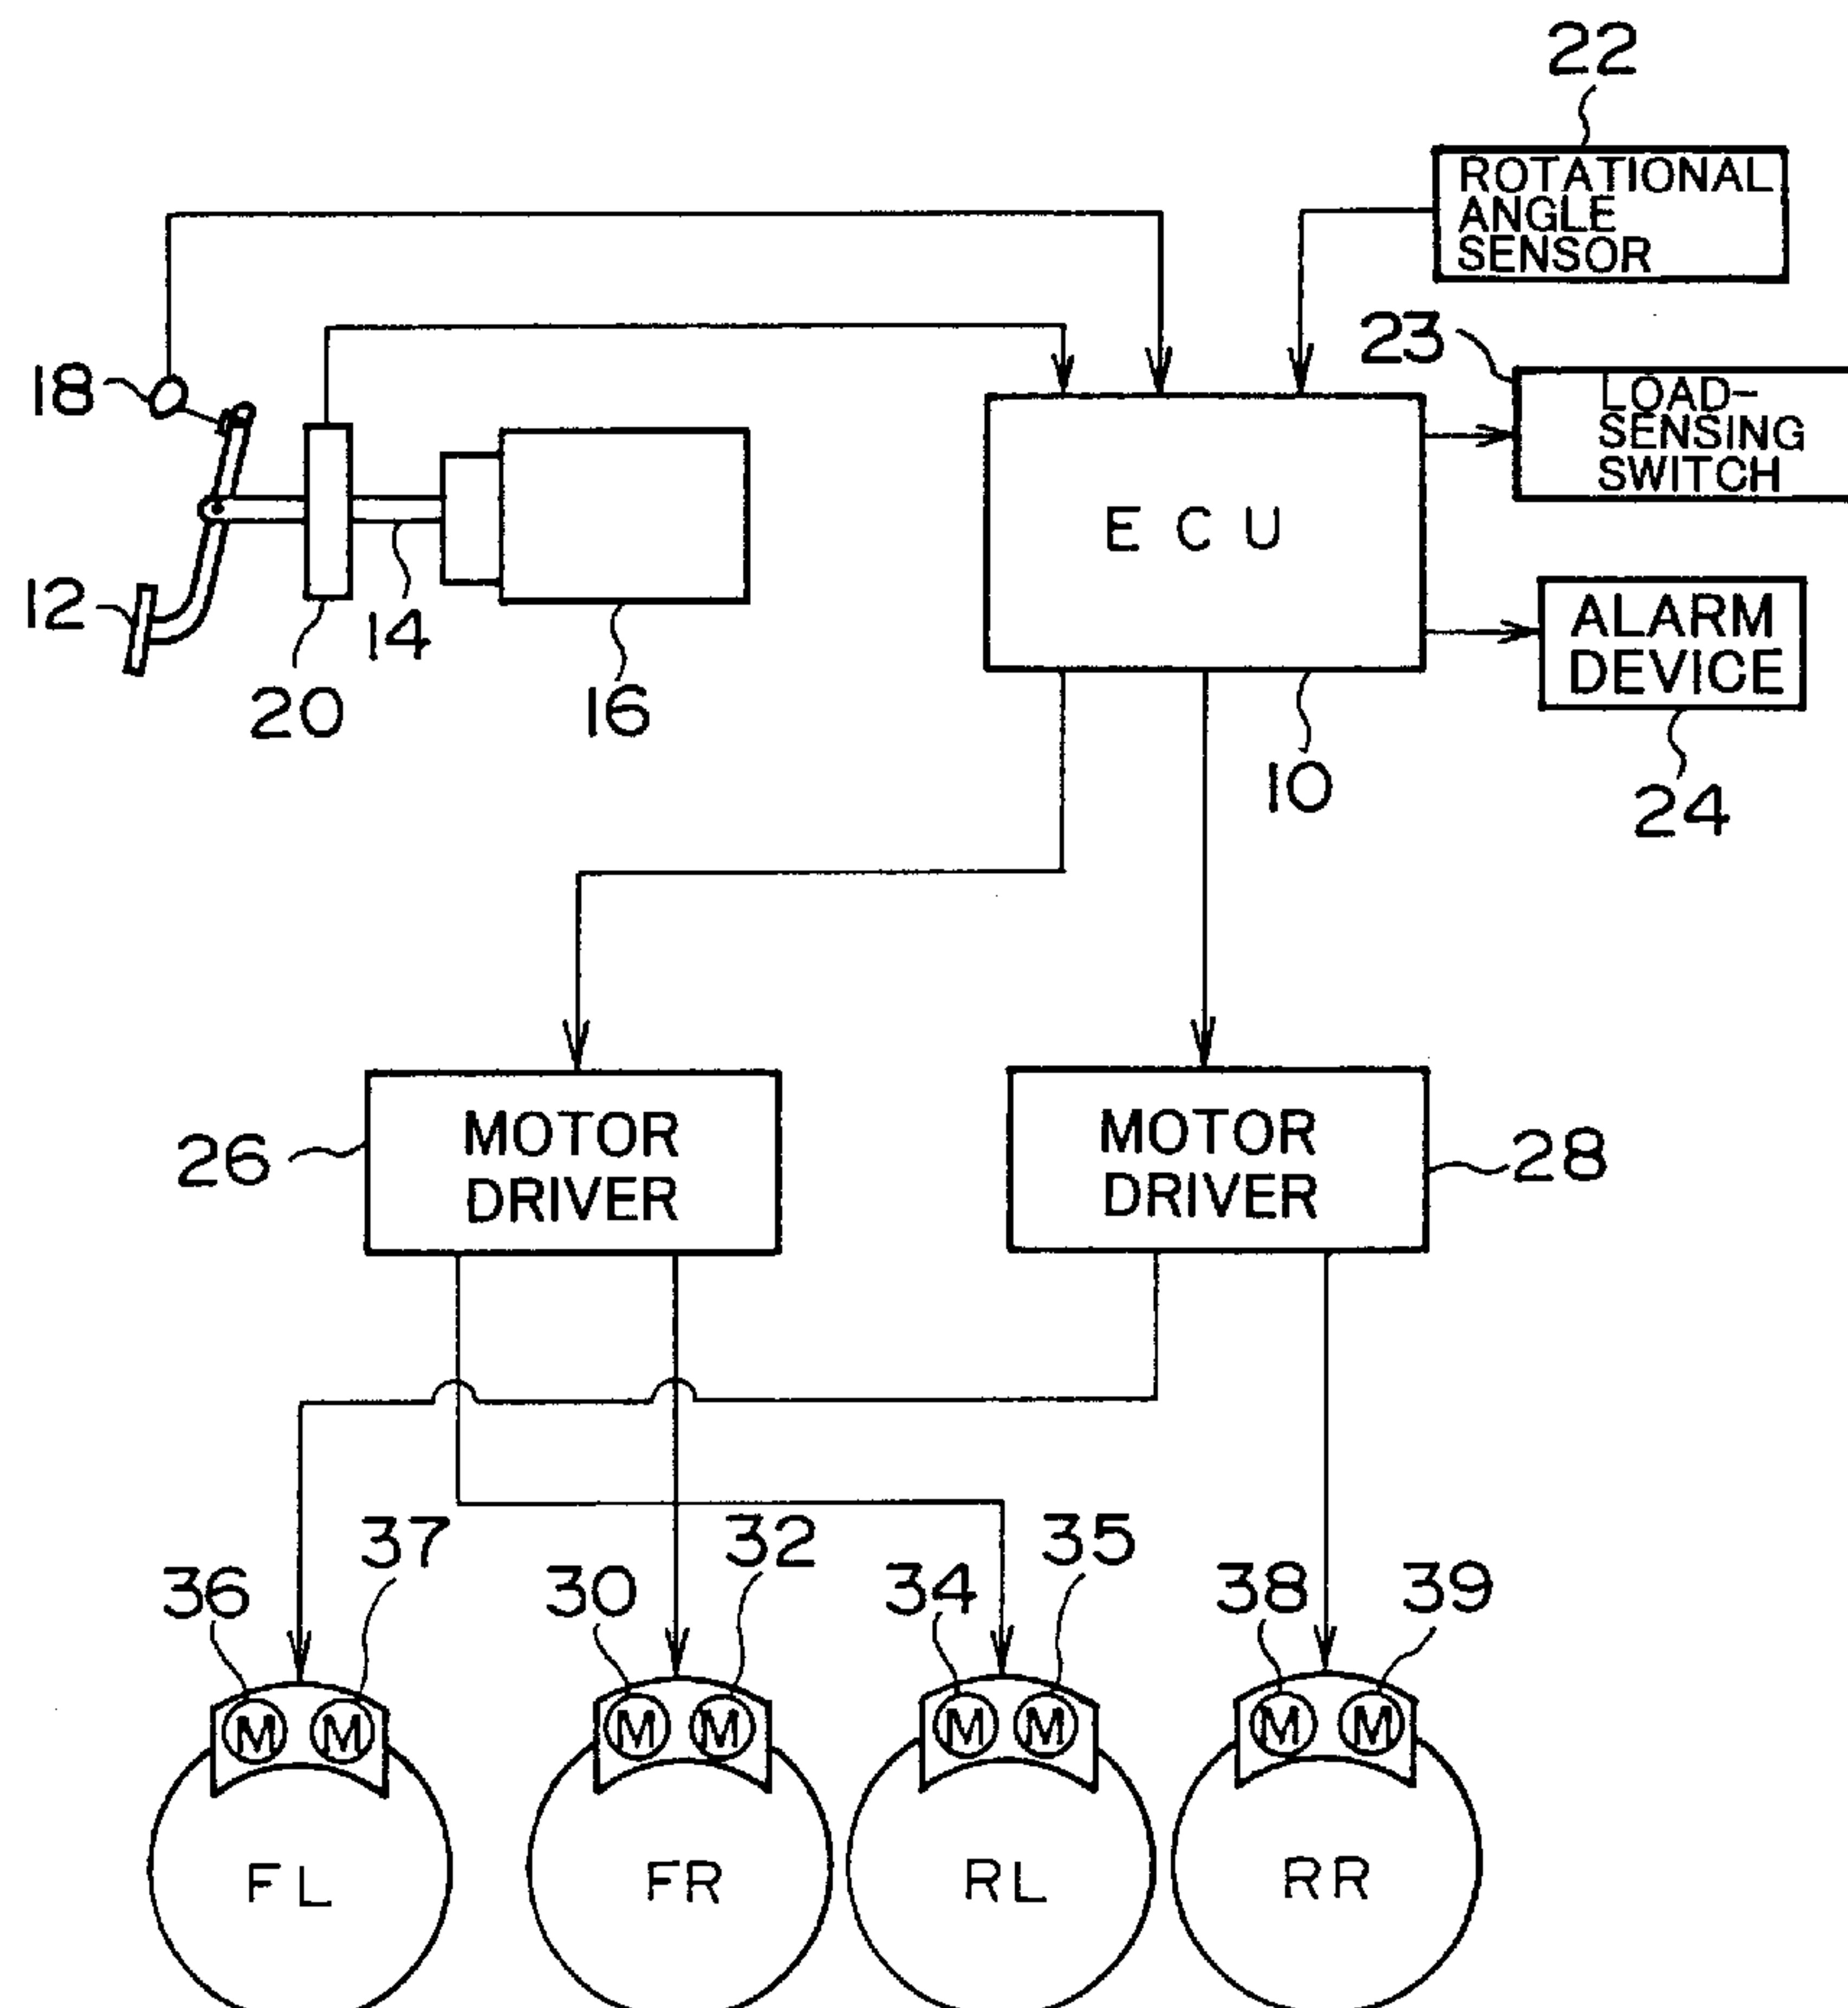 22
ROTATIONAL
ANGLE
SENSOR
23
LOAD-
SENSING
SWITCH
18
E C U
12
14
20
16
ALARM
DEVICE
10
24
26
MOTOR
DRIVER
MOTOR
DRIVER
28
36
37
30
32
34
35
38
39
M
M
M
M
M
M
M
M
FL
FR
RL
RR